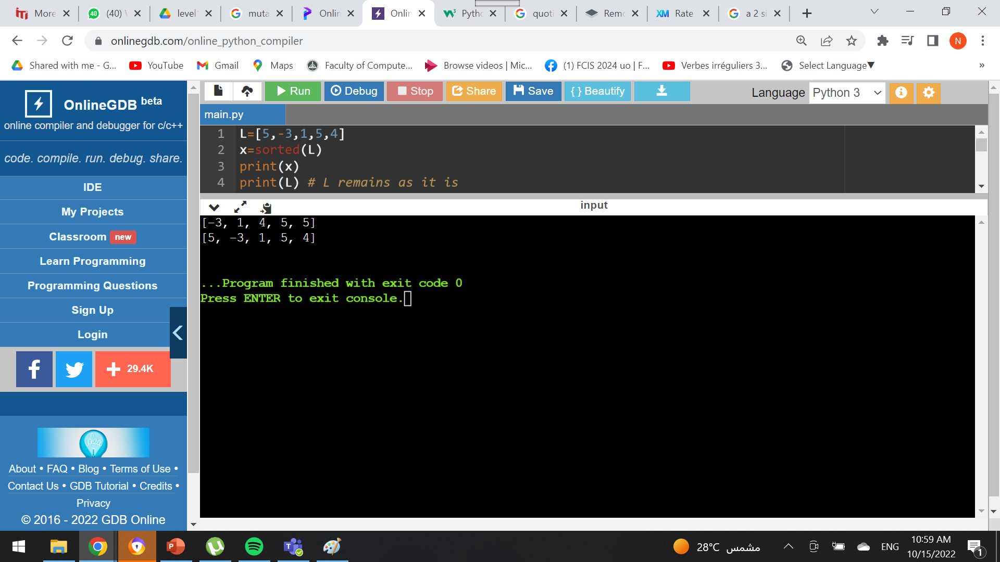 More
(40) \
level
muta
Onlin
Onlin
Pytho
quoti
Remo
XM Rate
a 2 si
onlinegdb.com/online_python_compiler
N
Shared with me - G...
YouTube
Gmail
Maps
Faculty of Compute...
Browse videos | Mic...
(1) FCIS 2024 uo | F...
Verbes irréguliers 3...
Select Language▼
»
OnlineGDB beta
online compiler and debugger for c/c++
code. compile. run. debug. share.
IDE
My Projects
Classroom new
Learn Programming
Programming Questions
Sign Up
Login
29.4K
idea
About • FAQ • Blog • Terms of Use •
Contact Us • GDB Tutorial • Credits •
Privacy
© 2016 - 2022 GDB Online
Run
Debug
Stop
Share
Save
{ } Beautify
Language Python 3
main.py
1 L=[5,-3,1,5,4]
2 x=sorted(L)
3 print(x)
4 print(L) # L remains as it is
input
[-3, 1, 4, 5, 5]
[5, -3, 1, 5, 4]
...Program finished with exit code 0
Press ENTER to exit console.
28°C مشمس
ENG
10:59 AM
10/15/2022
1